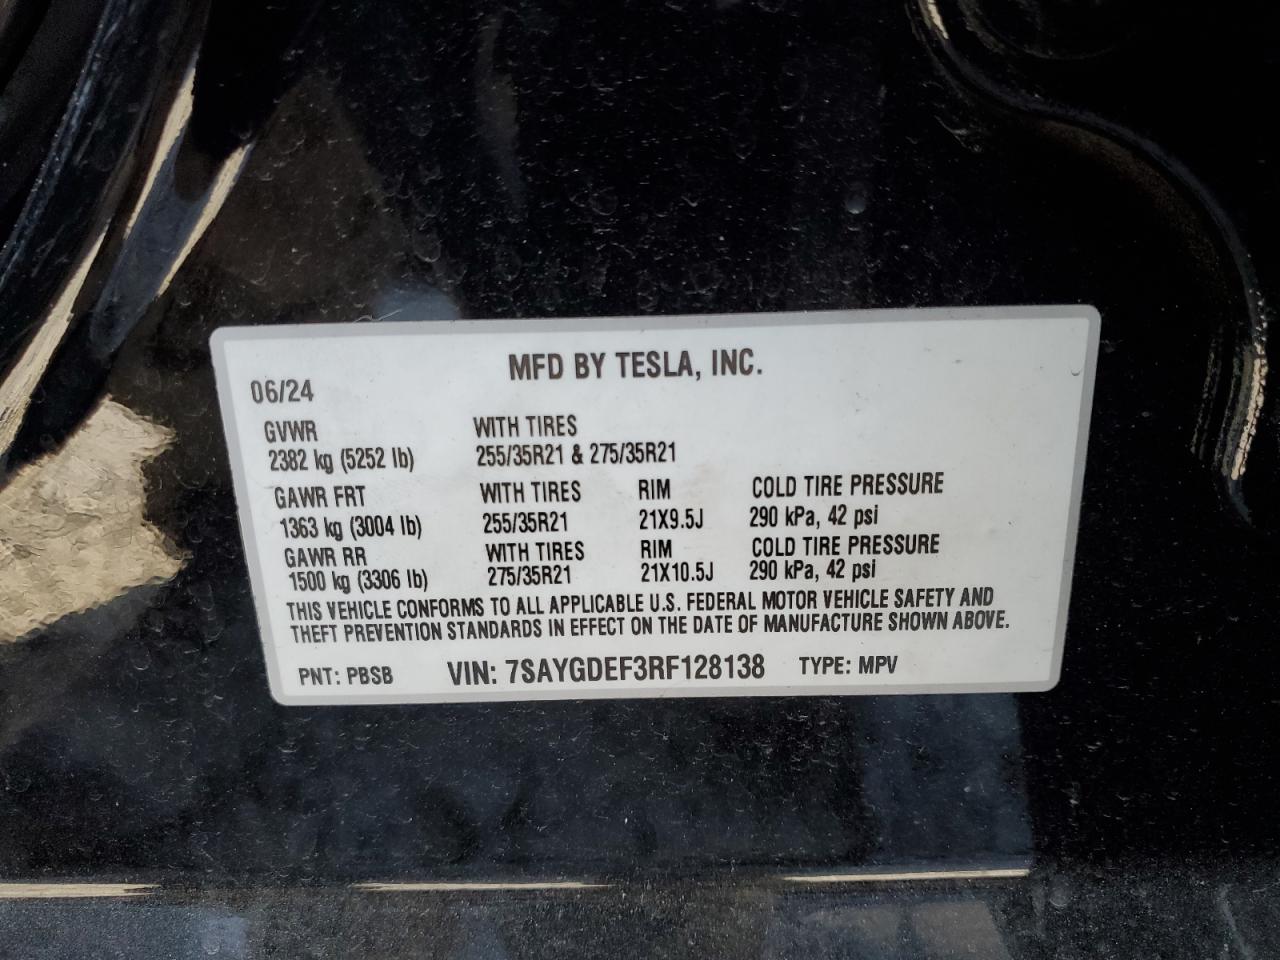 MFD BY TESLA, INC.
06/24
GVWR WITH TIRES
2382 kg (5252 lb) 255/35R21 & 275/35R21
GAWR FRT WITH TIRES RIM COLD TIRE PRESSURE
1363 kg (3004 lb) 255/35R21 21X9.5J 290 kPa, 42 psi
GAWR RR WITH TIRES RIM COLD TIRE PRESSURE
1500 kg (3306 lb) 275/35R21 21X10.5J 290 kPa, 42 psi
THIS VEHICLE CONFORMS TO ALL APPLICABLE U.S. FEDERAL MOTOR VEHICLE SAFETY AND
THEFT PREVENTION STANDARDS IN EFFECT ON THE DATE OF MANUFACTURE SHOWN ABOVE.
PNT: PBSB VIN: 7SAYGDEF3RF128138 TYPE: MPV